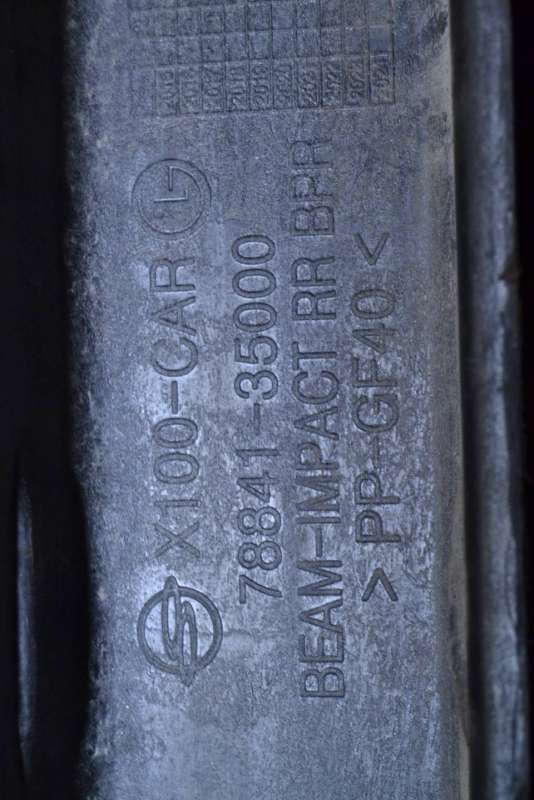 X100-CAR
78841-35000
BEAM-IMPACT RR BPR
>PP-GF40<